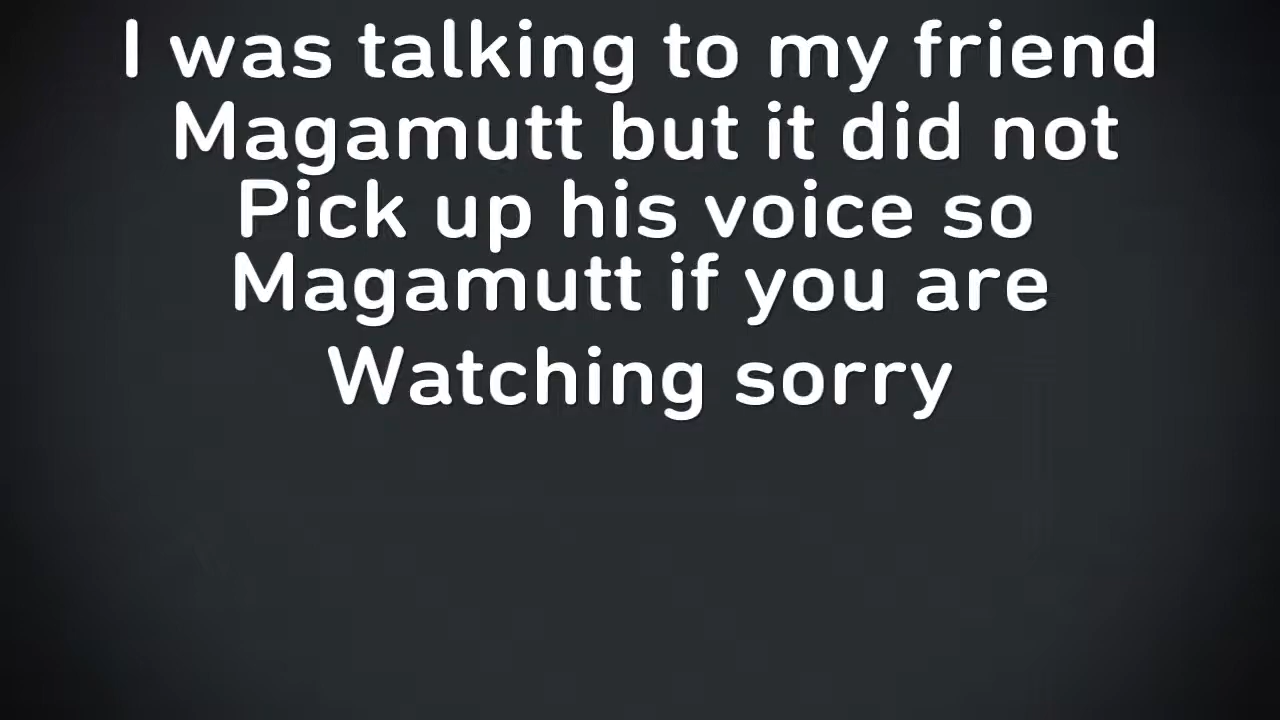 I was talking to my friend
Magamutt but it did not
Pick up his voice so
Magamutt if you are
Watching sorry